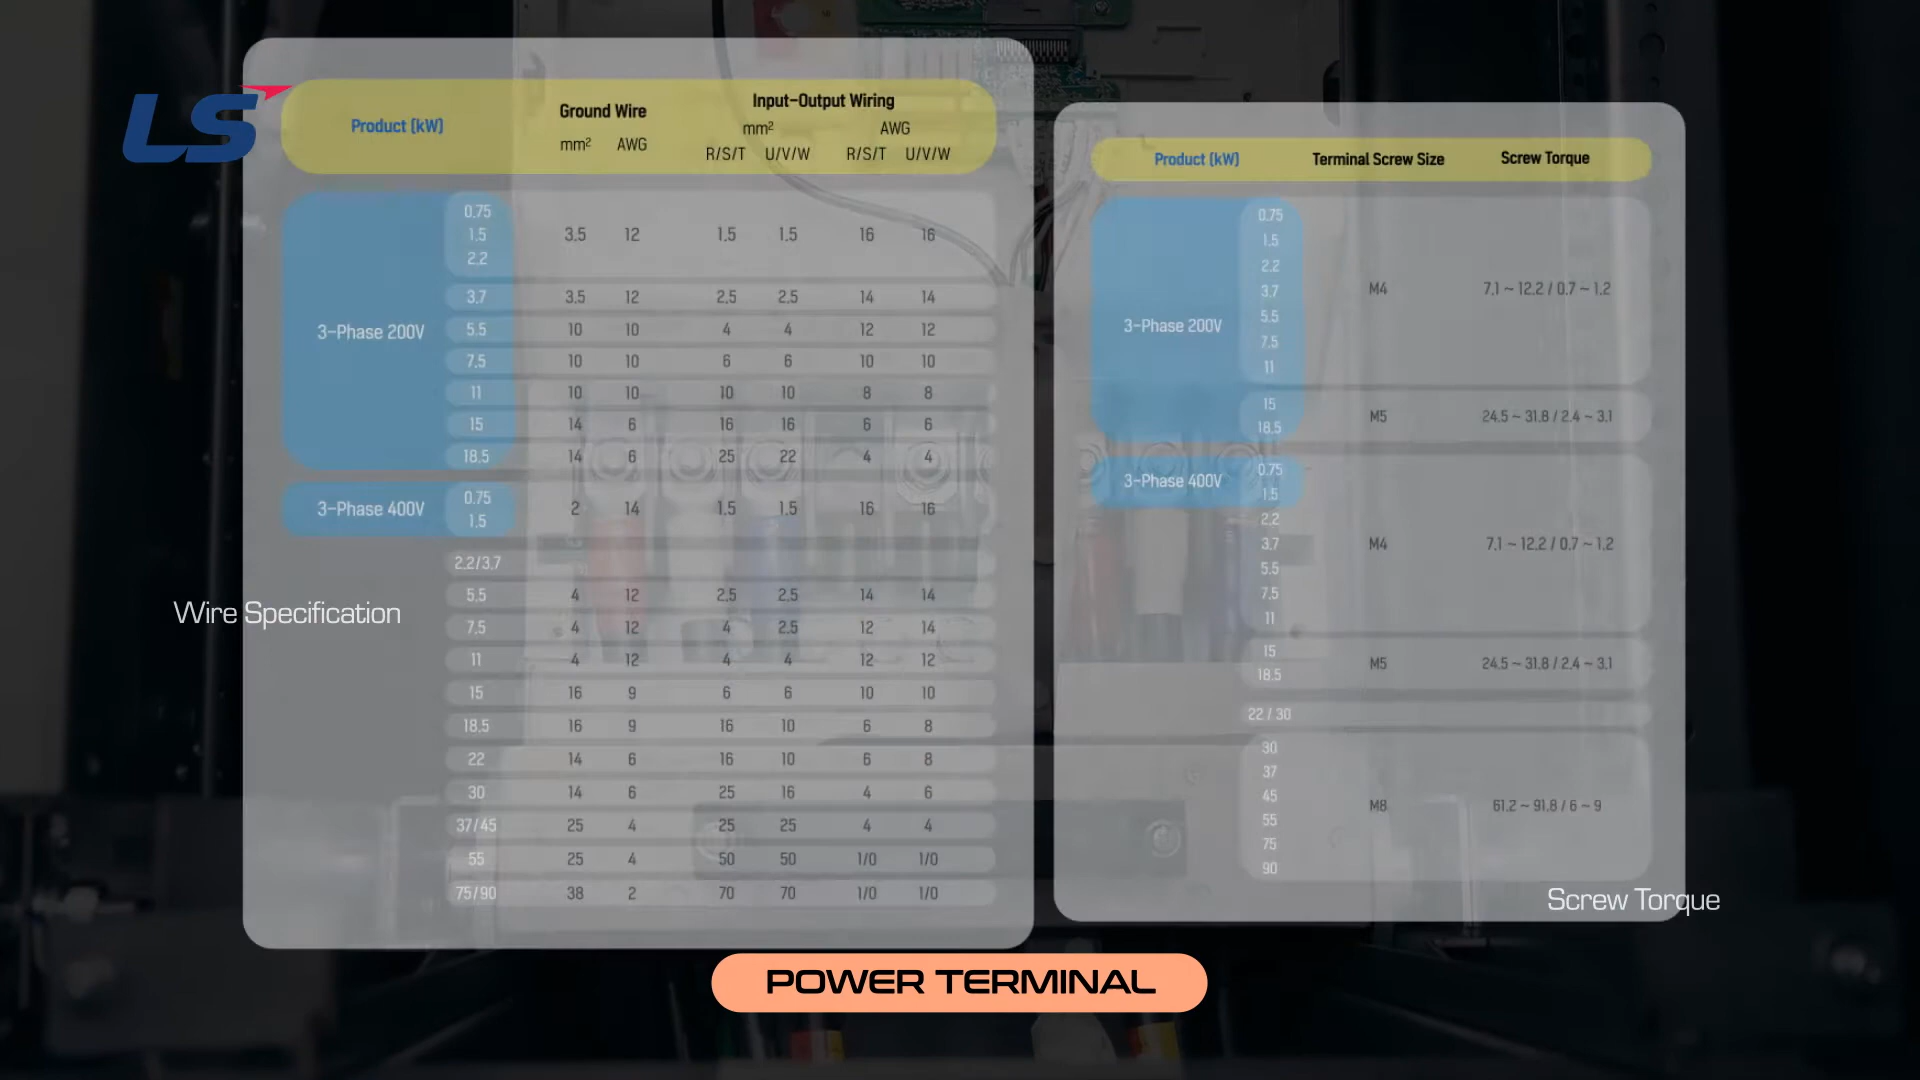 LS
Product (kW) Ground Wire Input-Output Wiring
mm² AWG mm² AWG
R/S/T U/V/W R/S/T U/V/W
3-Phase 200V
0.75
1.5 3.5 12 1.5 1.5 16 16
2.2
3.7 3.5 12 2.5 2.5 14 14
5.5 10 10 4 4 12 12
7.5 10 10 6 6 10 10
11 10 10 10 10 8 8
15 14 6 16 16 6 6
18.5 14 6 25 22 4 4
3-Phase 400V
0.75
1.5
2 14 1.5 1.5 16 16
2.2/3.7
5.5 4 12 2.5 2.5 14 14
7.5 4 12 4 2.5 12 14
11 4 12 4 4 12 12
15 16 9 6 6 10 10
18.5 16 9 16 10 6 8
22 14 6 16 10 6 8
30 14 6 25 16 4 6
37/45 25 4 25 25 4 4
55 25 4 50 50 1/0 1/0
75/90 38 2 70 70 1/0 1/0
Wire Specification
Product (kW) Terminal Screw Size Screw Torque
3-Phase 200V
0.75
1.5
2.2
3.7 M4 7.1 ~ 12.2 / 0.7 ~ 1.2
5.5
7.5
11
15
18.5
M5 24.5 ~ 31.8 / 2.4 ~ 3.1
3-Phase 400V
0.75
1.5
2.2
3.7 M4 7.1 ~ 12.2 / 0.7 ~ 1.2
5.5
7.5
11
15
18.5
M5 24.5 ~ 31.8 / 2.4 ~ 3.1
22 / 30
30
37
45
55
75
90
M8 61.2 ~ 91.8 / 6 ~ 9
Screw Torque
POWER TERMINAL